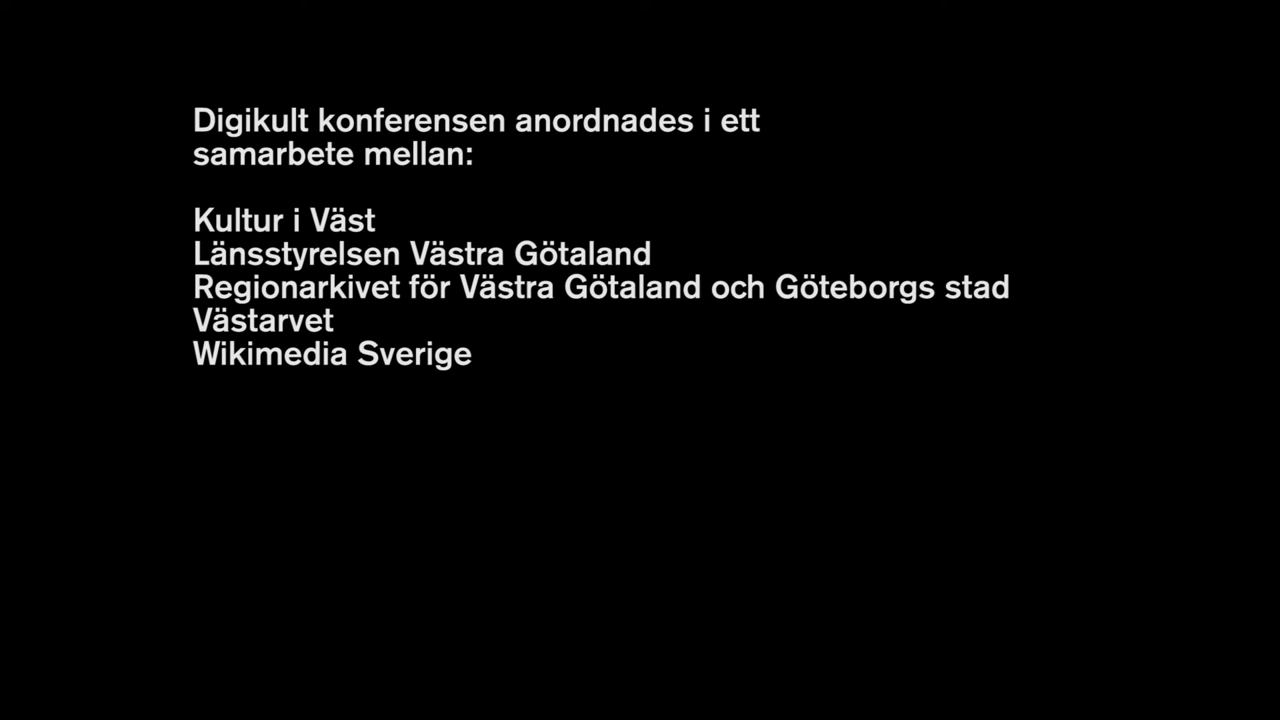 Digikult konferensen anordnades i ett
samarbete mellan:
Kultur i Väst
Länsstyrelsen Västra Götaland
Regionarkivet för Västra Götaland och Göteborgs stad
Västarvet
Wikimedia Sverige